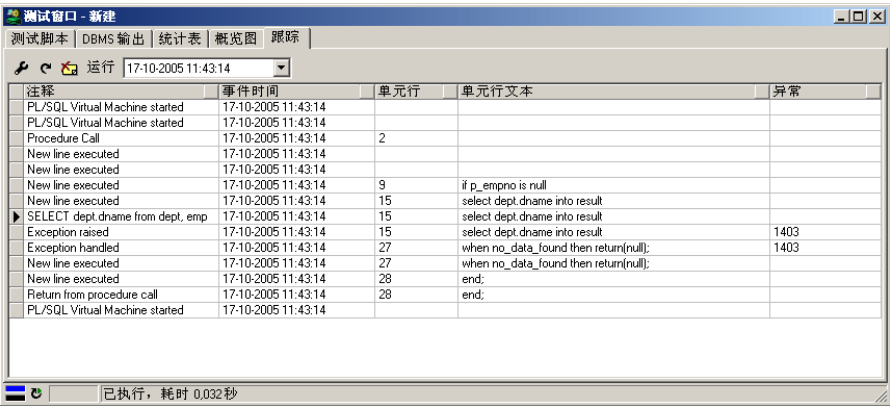 测试窗口 - 新建
测试脚本 DBMS 输出 统计表 概览图 跟踪
运行 17-10-2005 11:43:14
注释 事件时间 单元行 单元行文本 异常
PL/SQL Virtual Machine started 17-10-2005 11:43:14
PL/SQL Virtual Machine started 17-10-2005 11:43:14
Procedure Call 17-10-2005 11:43:14 2
New line executed 17-10-2005 11:43:14
New line executed 17-10-2005 11:43:14
New line executed 17-10-2005 11:43:14 9 if p_empno is null
New line executed 17-10-2005 11:43:14 15 select dept.dname into result
SELECT dept.dname from dept, emp 17-10-2005 11:43:14 15 select dept.dname into result
Exception raised 17-10-2005 11:43:14 15 select dept.dname into result 1403
Exception handled 17-10-2005 11:43:14 27 when no_data_found then return(null); 1403
New line executed 17-10-2005 11:43:14 27 when no_data_found then return(null);
New line executed 17-10-2005 11:43:14 28 end;
Return from procedure call 17-10-2005 11:43:14 28 end;
PL/SQL Virtual Machine started 17-10-2005 11:43:14
已执行，耗时 0,032秒